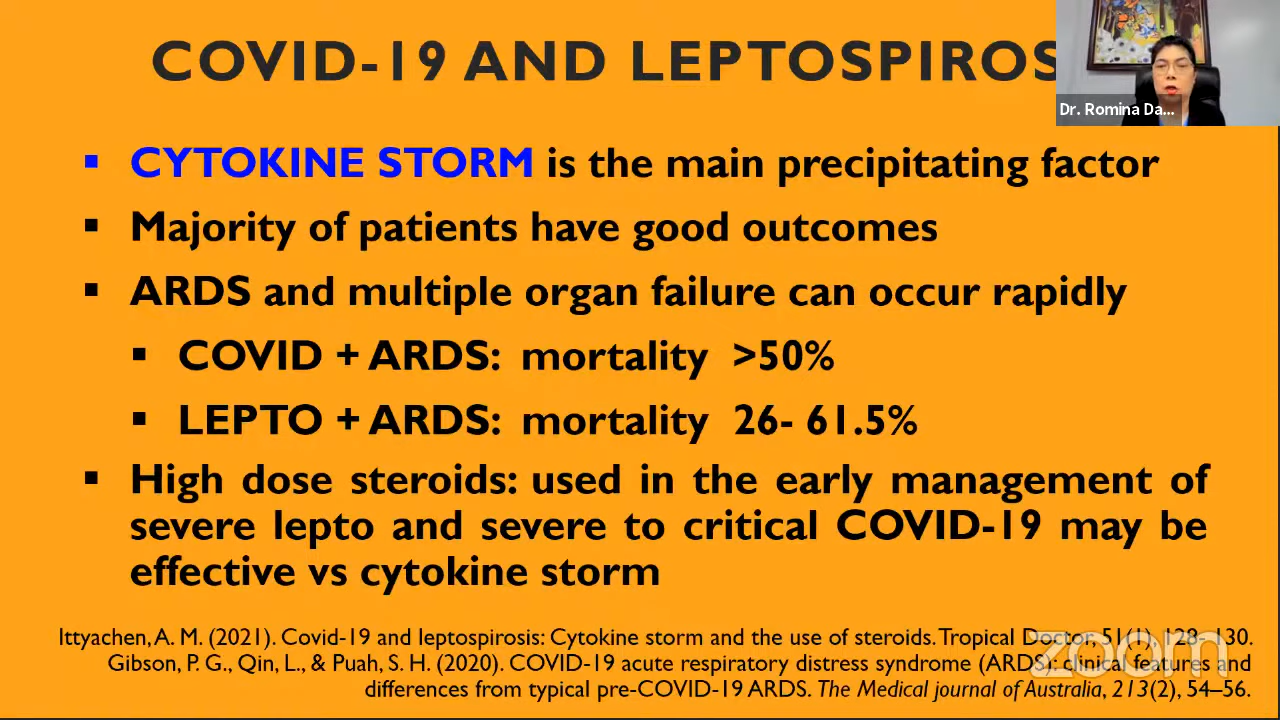 COVID-19 AND LEPTOSPIROS
Dr. Romina Da...
▪ CYTOKINE STORM is the main precipitating factor
▪ Majority of patients have good outcomes
▪ ARDS and multiple organ failure can occur rapidly
▪ COVID + ARDS: mortality >50%
▪ LEPTO + ARDS: mortality 26- 61.5%
▪ High dose steroids: used in the early management of
severe lepto and severe to critical COVID-19 may be
effective vs cytokine storm
Ittyachen, A. M. (2021). Covid-19 and leptospirosis: Cytokine storm and the use of steroids. Tropical Doctor, 51(1), 128-130.
Gibson, P. G., Qin, L., & Puah, S. H. (2020). COVID-19 acute respiratory distress syndrome (ARDS): clinical features and
differences from typical pre-COVID-19 ARDS. The Medical journal of Australia, 213(2), 54–56.
zoom